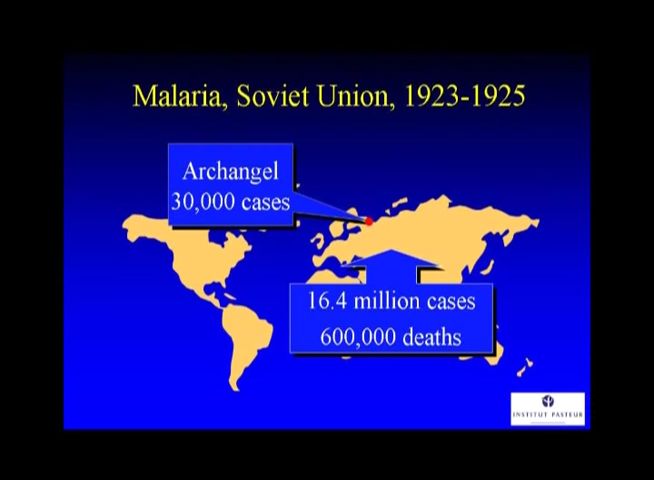 Malaria, Soviet Union, 1923-1925
Archangel
30,000 cases
16.4 million cases
600,000 deaths
INSTITUT PASTEUR